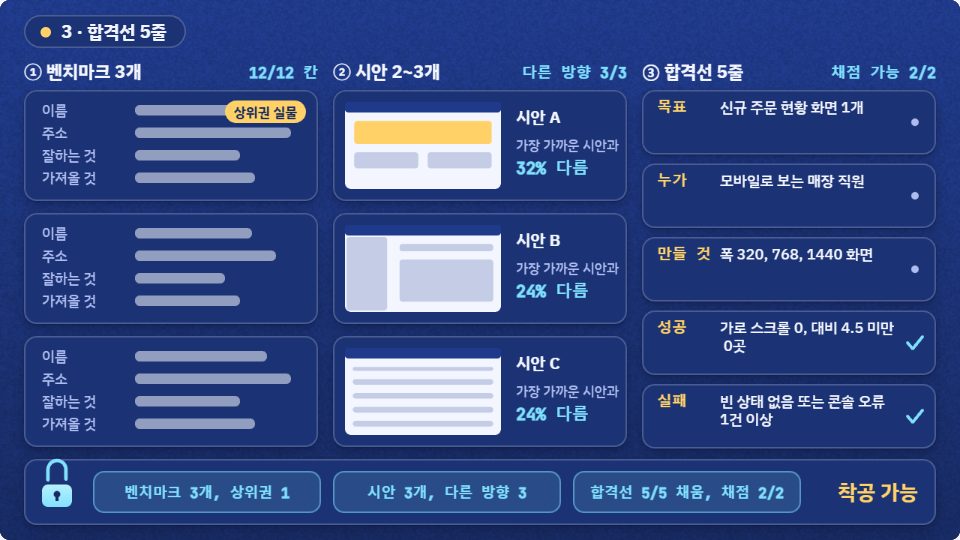 3 · 합격선 5줄
① 벤치마크 3개
12/12 칸
이름
상위권 실물
주소
잘하는 것
가져올 것
이름
주소
잘하는 것
가져올 것
이름
주소
잘하는 것
가져올 것
② 시안 2~3개
다른 방향 3/3
시안 A
가장 가까운 시안과
32% 다름
시안 B
가장 가까운 시안과
24% 다름
시안 C
가장 가까운 시안과
24% 다름
③ 합격선 5줄
채점 가능 2/2
목표 신규 주문 현황 화면 1개
누가 모바일로 보는 매장 직원
만들 것 폭 320, 768, 1440 화면
성공 가로 스크롤 0, 대비 4.5 미만
0곳
실패 빈 상태 없음 또는 콘솔 오류
1건 이상
벤치마크 3개, 상위권 1
시안 3개, 다른 방향 3
합격선 5/5 채움, 채점 2/2
착공 가능